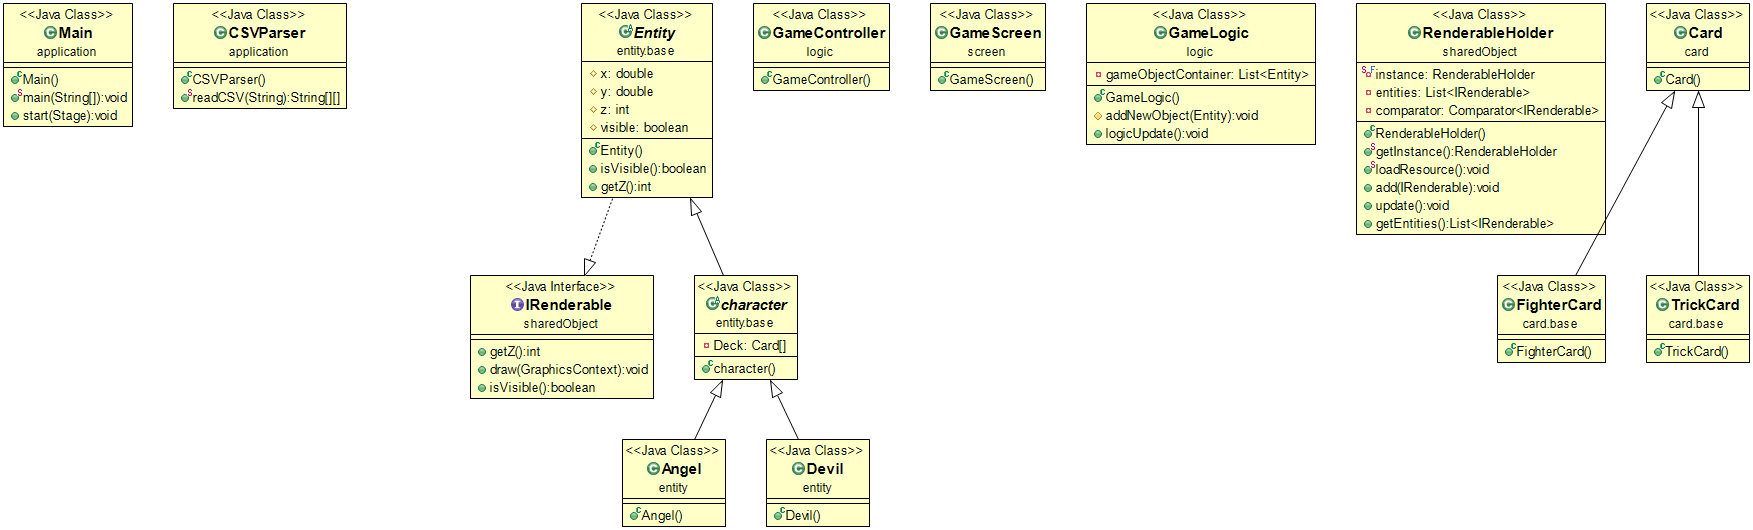 <<Java Class>>
Main
application
Main()
main(String[]):void
start(Stage):void
<<Java Class>>
CSVParser
application
CSVParser()
readCSV(String):String[][]
<<Java Class>>
Entity
entity.base
x: double
y: double
z: int
visible: boolean
Entity()
isVisible():boolean
getZ():int
<<Java Class>>
GameController
logic
GameController()
<<Java Class>>
GameScreen
screen
GameScreen()
<<Java Class>>
GameLogic
logic
gameObjectContainer: List<Entity>
GameLogic()
addNewObject(Entity):void
logicUpdate():void
<<Java Class>>
RenderableHolder
sharedObject
instance: RenderableHolder
entities: List<IRenderable>
comparator: Comparator<IRenderable>
RenderableHolder()
getInstance():RenderableHolder
loadResource():void
add(IRenderable):void
update():void
getEntities():List<IRenderable>
<<Java Class>>
Card
card
Card()
<<Java Interface>>
IRenderable
sharedObject
getZ():int
draw(GraphicsContext):void
isVisible():boolean
<<Java Class>>
character
entity.base
Deck: Card[]
character()
<<Java Class>>
FighterCard
card.base
FighterCard()
<<Java Class>>
TrickCard
card.base
TrickCard()
<<Java Class>>
Angel
entity
Angel()
<<Java Class>>
Devil
entity
Devil()